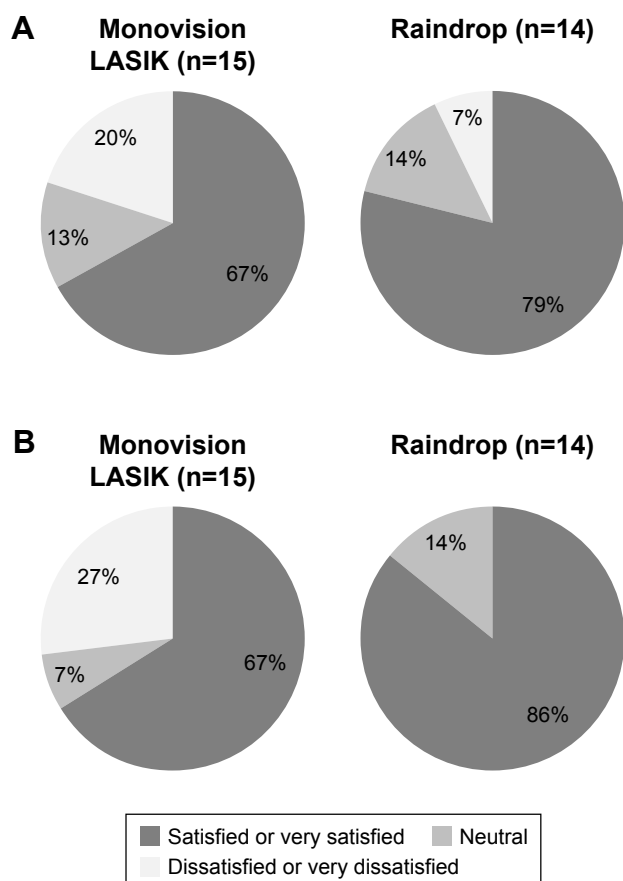 A
Monovision
LASIK (n=15)
Raindrop (n=14)
20%
13%
67%
7%
14%
79%
B
Monovision
LASIK (n=15)
Raindrop (n=14)
27%
7%
67%
14%
86%
Satisfied or very satisfied
Neutral
Dissatisfied or very dissatisfied